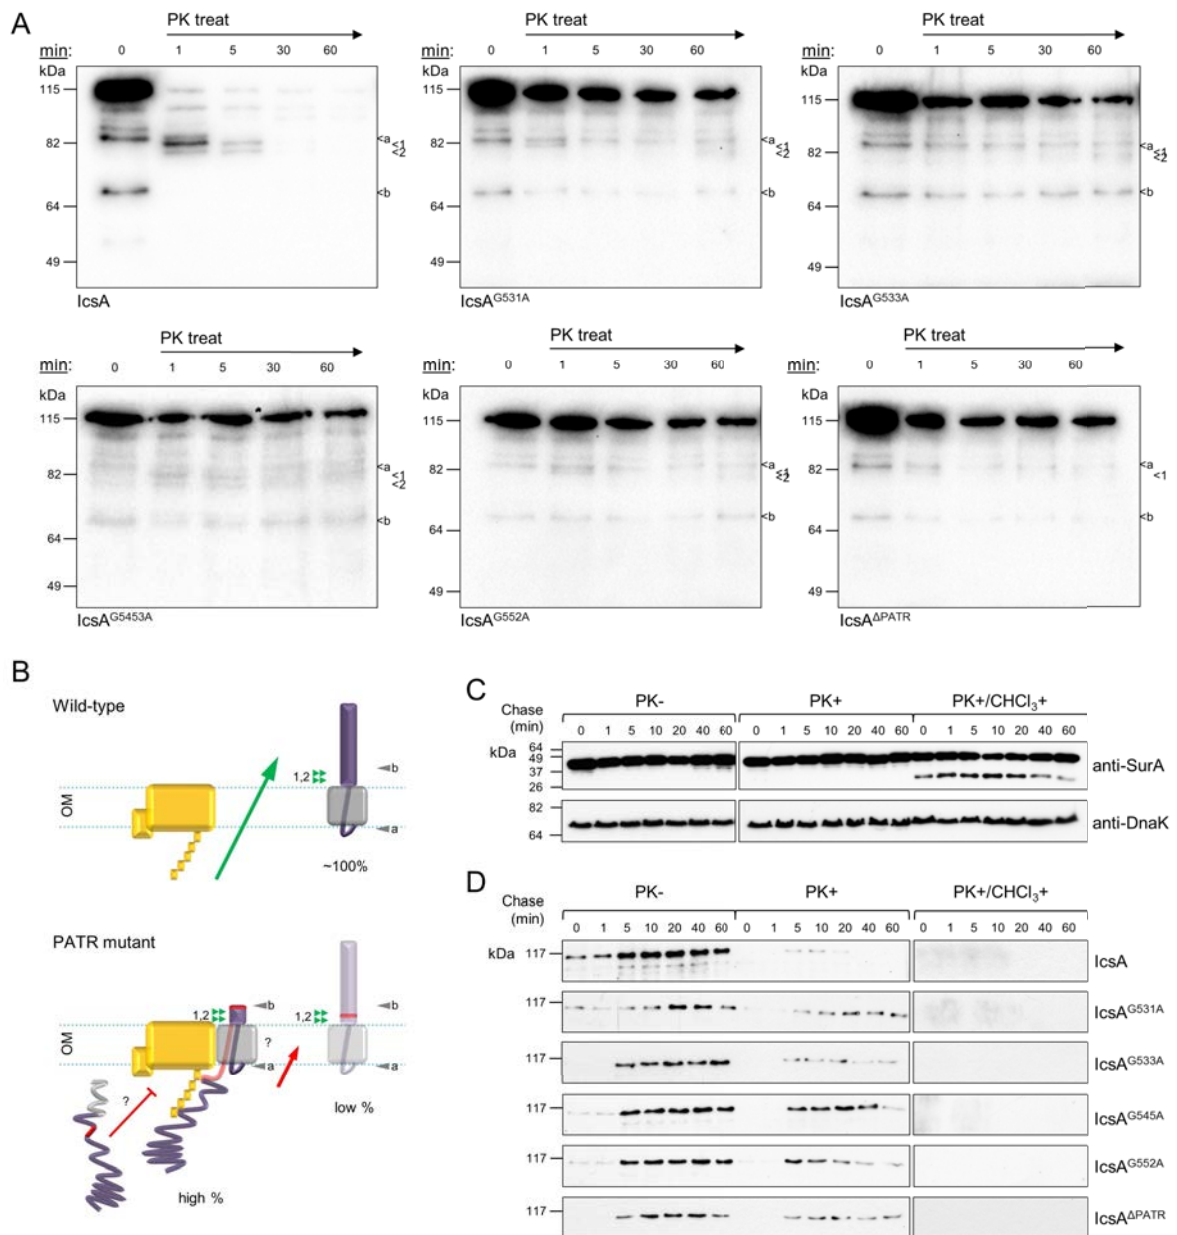 A
PK treat
min: 0 1 5 30 60
kDa
115
82
64
49
<a
<1
<2
<b
IcsA
PK treat
min: 0 1 5 30 60
kDa
115
82
64
49
<a
<1
<2
<b
IcsAG531A
PK treat
min: 0 1 5 30 60
kDa
115
82
64
49
<a
<1
<2
<b
IcsAG533A
PK treat
min: 0 1 5 30 60
kDa
115
82
64
49
<a
<1
<2
<b
IcsAG5453A
PK treat
min: 0 1 5 30 60
kDa
115
82
64
49
<a
<1
<2
<b
IcsAG552A
PK treat
min: 0 1 5 30 60
kDa
115
82
64
49
<a
<1
<b
IcsAΔPATR
B
Wild-type
OM
1,2
b
a
~100%
PATR mutant
OM
1,2
b
?
a
1,2
b
a
?
low %
high %
C
Chase (min)
PK- PK+ PK+/CHCl3+
0 1 5 10 20 40 60 0 1 5 10 20 40 60 0 1 5 10 20 40 60
kDa
64
49
37
26
anti-SurA
82
64
anti-DnaK
D
Chase (min)
PK- PK+ PK+/CHCl3+
0 1 5 10 20 40 60 0 1 5 10 20 40 60 0 1 5 10 20 40 60
kDa 117 IcsA
117 IcsAG531A
117 IcsAG533A
117 IcsAG545A
117 IcsAG552A
117 IcsAΔPATR